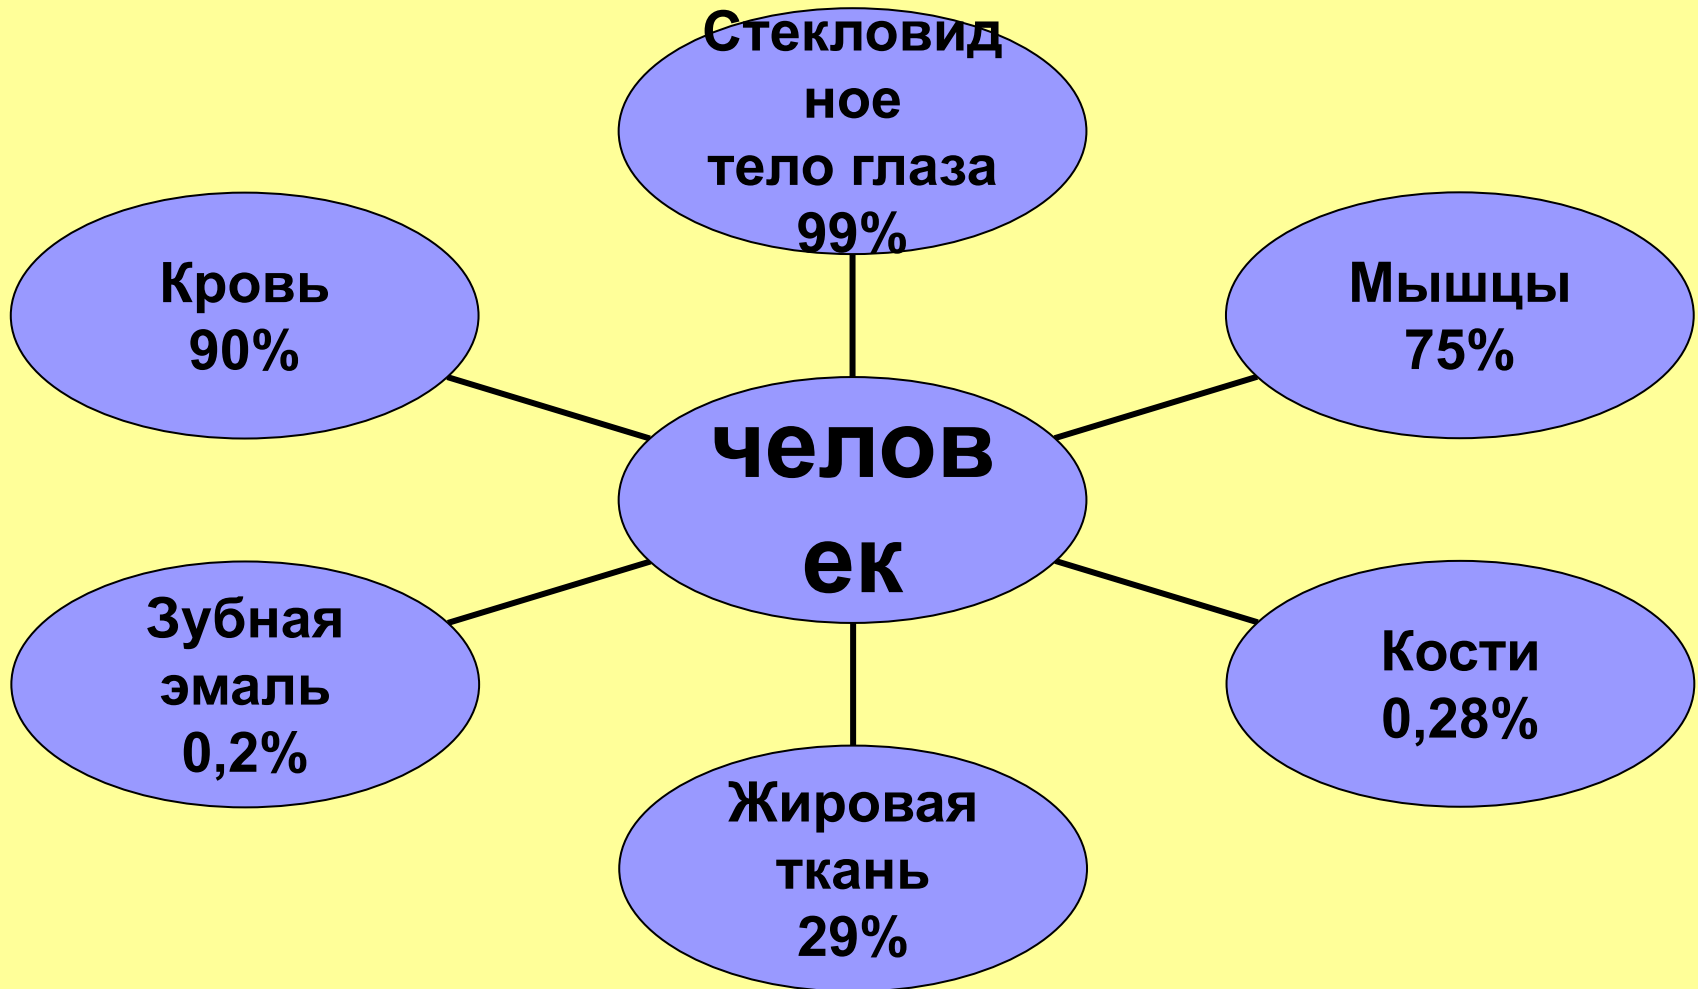 Стекловид
ное
тело глаза
99%
Кровь
90%
Мышцы
75%
челов
ек
Зубная
эмаль
0,2%
Кости
0,28%
Жировая
ткань
29%